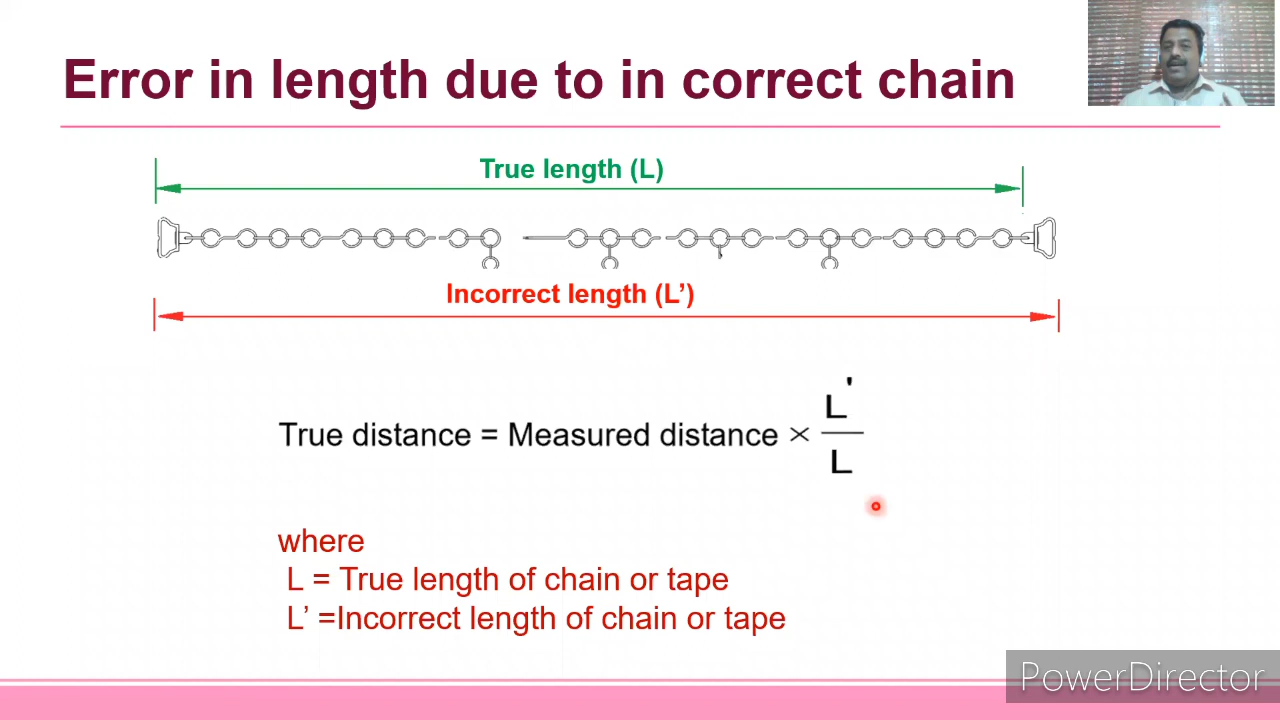 Error in length due to in correct chain
True length (L)
Incorrect length (L’)
True distance = Measured distance × L' / L
where
L = True length of chain or tape
L’ =Incorrect length of chain or tape
PowerDirector